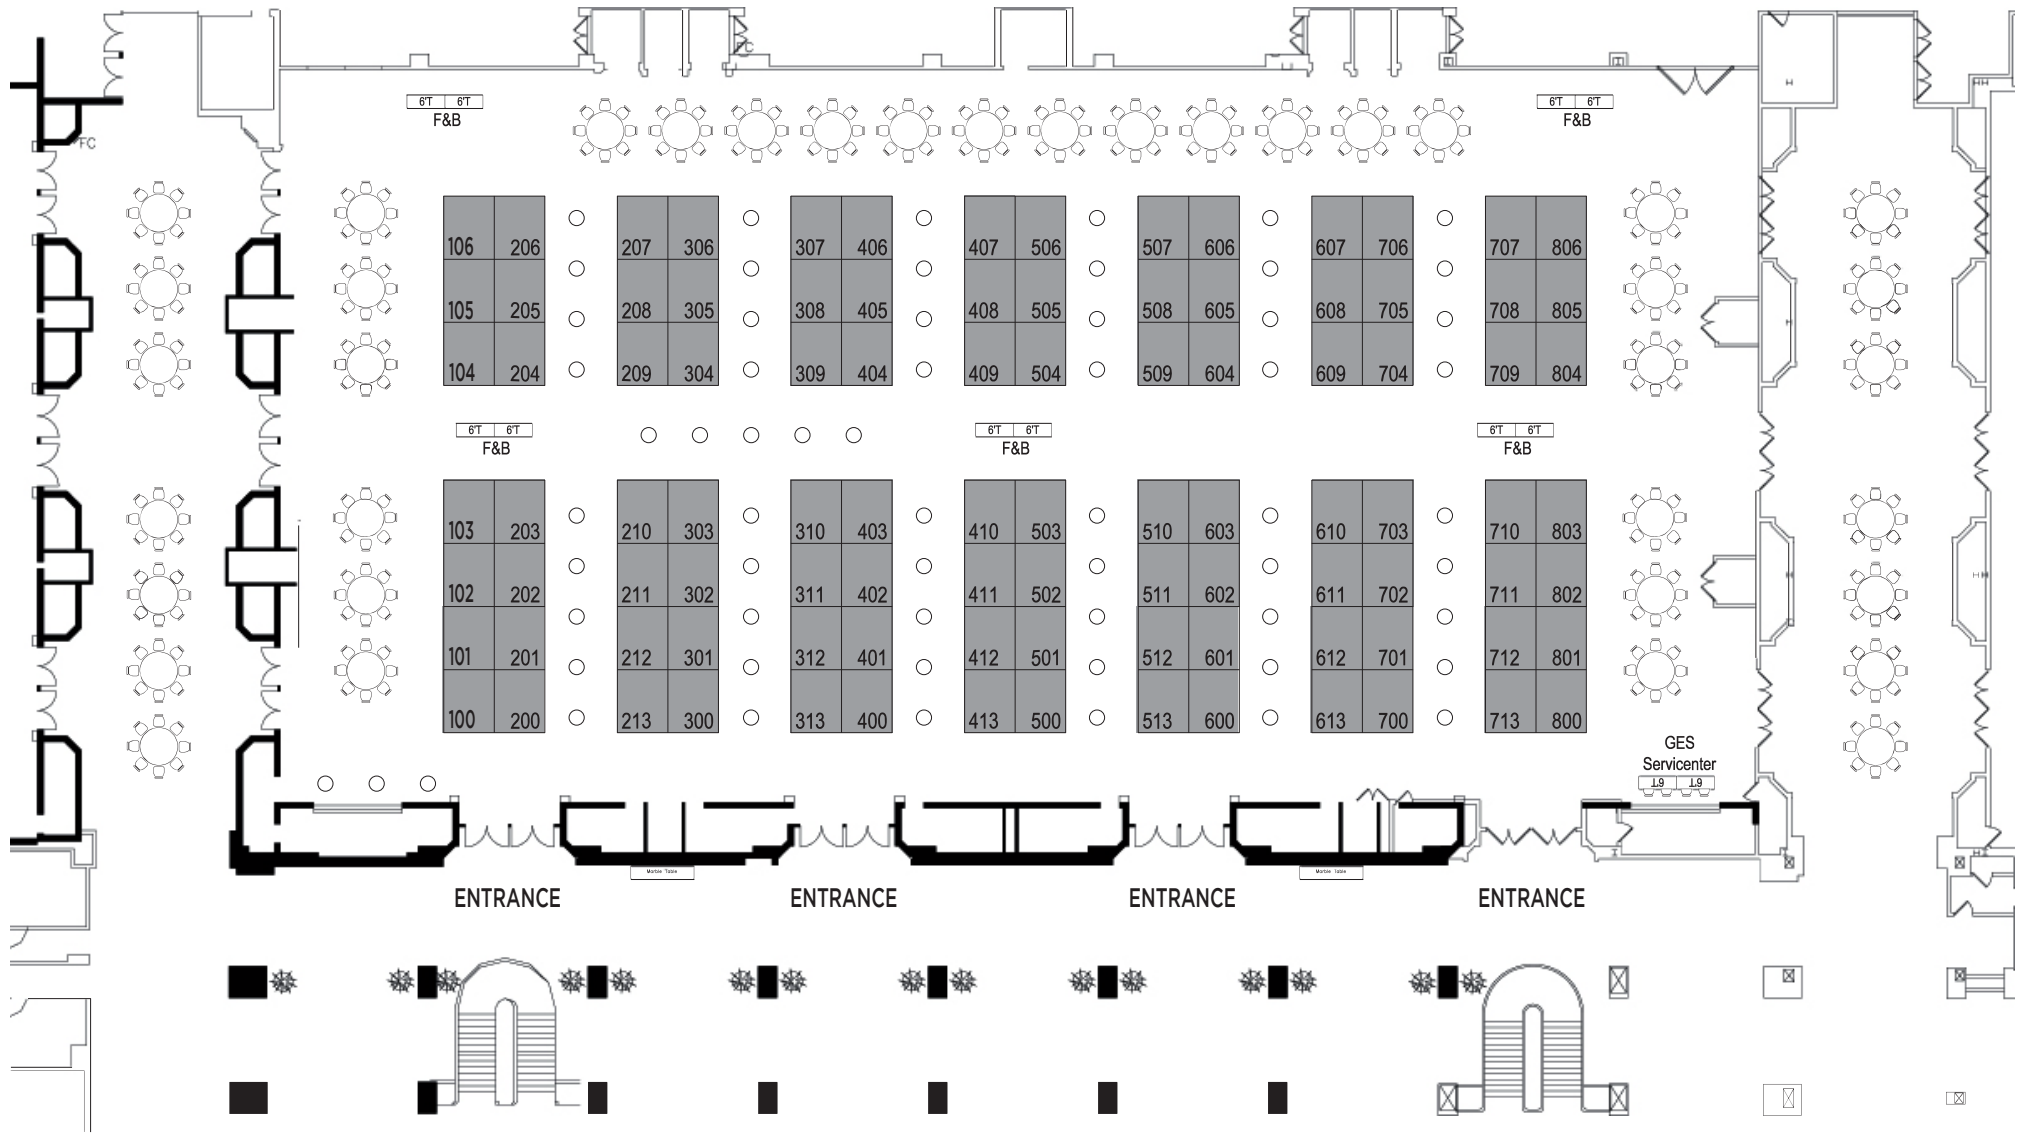 FC
FC
6'T 6'T
F&B
6'T 6'T
F&B
106 206 207 306 307 406 407 506 507 606 607 706 707 806
105 205 208 305 308 405 408 505 508 605 608 705 708 805
104 204 209 304 309 404 409 504 509 604 609 704 709 804
6'T 6'T
F&B
6'T 6'T
F&B
6'T 6'T
F&B
103 203 210 303 310 403 410 503 510 603 610 703 710 803
102 202 211 302 311 402 411 502 511 602 611 702 711 802
101 201 212 301 312 401 412 501 512 601 612 701 712 801
100 200 213 300 313 400 413 500 513 600 613 700 713 800
GES
Servicenter
6'T 6'T
Marble Table
Marble Table
ENTRANCE ENTRANCE ENTRANCE ENTRANCE